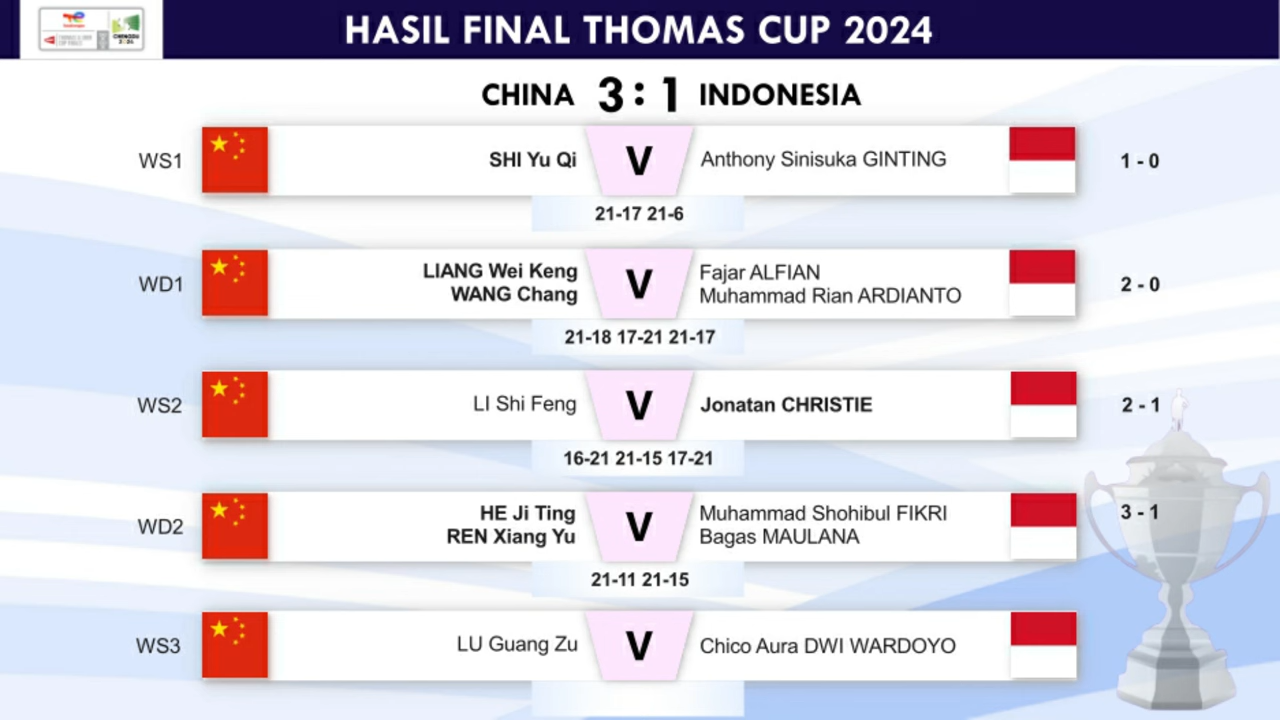 HASIL FINAL THOMAS CUP 2024
CHINA 3 : 1 INDONESIA
WS1 SHI Yu Qi V Anthony Sinisuka GINTING 1 - 0
21-17 21-6
WD1 LIANG Wei Keng WANG Chang V Fajar ALFIAN Muhammad Rian ARDIANTO 2 - 0
21-18 17-21 21-17
WS2 LI Shi Feng V Jonatan CHRISTIE 2 - 1
16-21 21-15 17-21
WD2 HE Ji Ting REN Xiang Yu V Muhammad Shohibul FIKRI Bagas MAULANA 3 - 1
21-11 21-15
WS3 LU Guang Zu V Chico Aura DWI WARDOYO